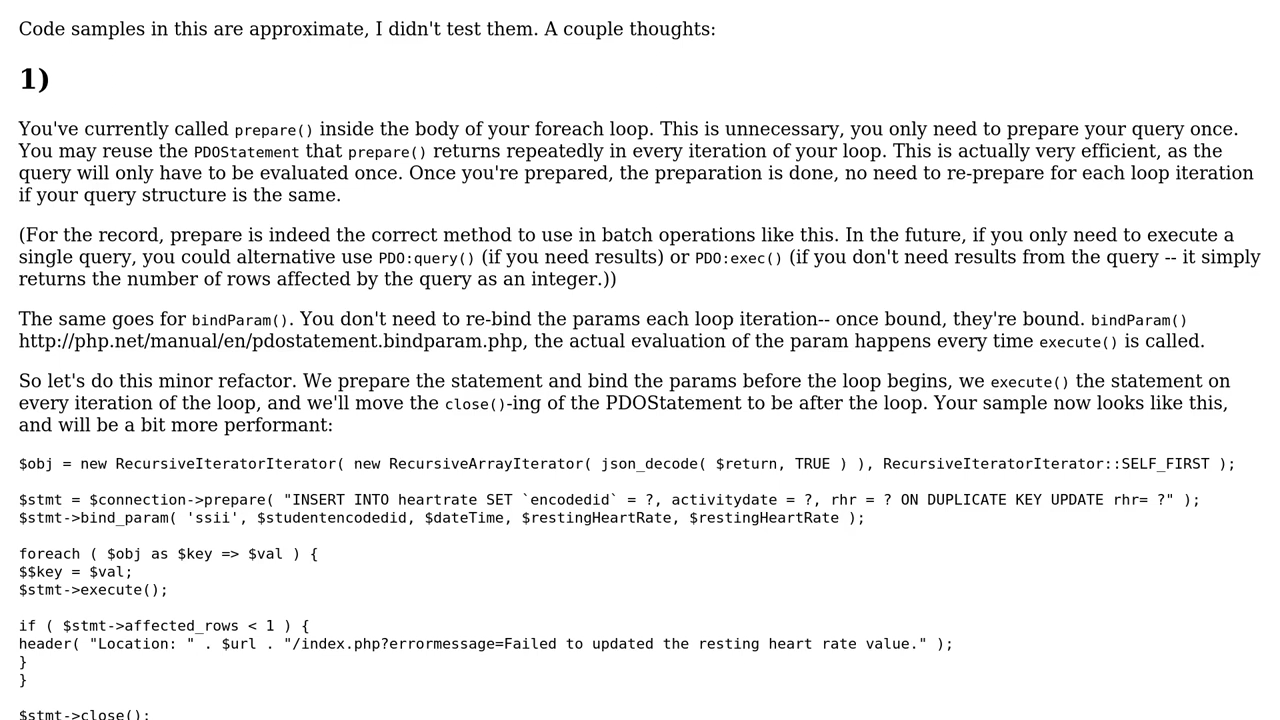 Code samples in this are approximate, I didn't test them. A couple thoughts:
1)
You've currently called prepare() inside the body of your foreach loop. This is unnecessary, you only need to prepare your query once.
You may reuse the PDOStatement that prepare() returns repeatedly in every iteration of your loop. This is actually very efficient, as the
query will only have to be evaluated once. Once you're prepared, the preparation is done, no need to re-prepare for each loop iteration
if your query structure is the same.
(For the record, prepare is indeed the correct method to use in batch operations like this. In the future, if you only need to execute a
single query, you could alternative use PDO:query() (if you need results) or PDO:exec() (if you don't need results from the query -- it simply
returns the number of rows affected by the query as an integer.))
The same goes for bindParam(). You don't need to re-bind the params each loop iteration-- once bound, they're bound. bindParam()
http://php.net/manual/en/pdostatement.bindparam.php, the actual evaluation of the param happens every time execute() is called.
So let's do this minor refactor. We prepare the statement and bind the params before the loop begins, we execute() the statement on
every iteration of the loop, and we'll move the close()-ing of the PDOStatement to be after the loop. Your sample now looks like this,
and will be a bit more performant:
$obj = new RecursiveIteratorIterator( new RecursiveArrayIterator( json_decode( $return, TRUE ) ), RecursiveIteratorIterator::SELF_FIRST );
$stmt = $connection->prepare( "INSERT INTO heartrate SET `encodedid` = ?, activitydate = ?, rhr = ? ON DUPLICATE KEY UPDATE rhr= ?" );
$stmt->bind_param( 'ssii', $studentencodedid, $dateTime, $restingHeartRate, $restingHeartRate );
foreach ( $obj as $key => $val ) {
$$key = $val;
$stmt->execute();
if ( $stmt->affected_rows < 1 ) {
header( "Location: " . $url . "/index.php?errormessage=Failed to updated the resting heart rate value." );
}
}
$stmt->close();